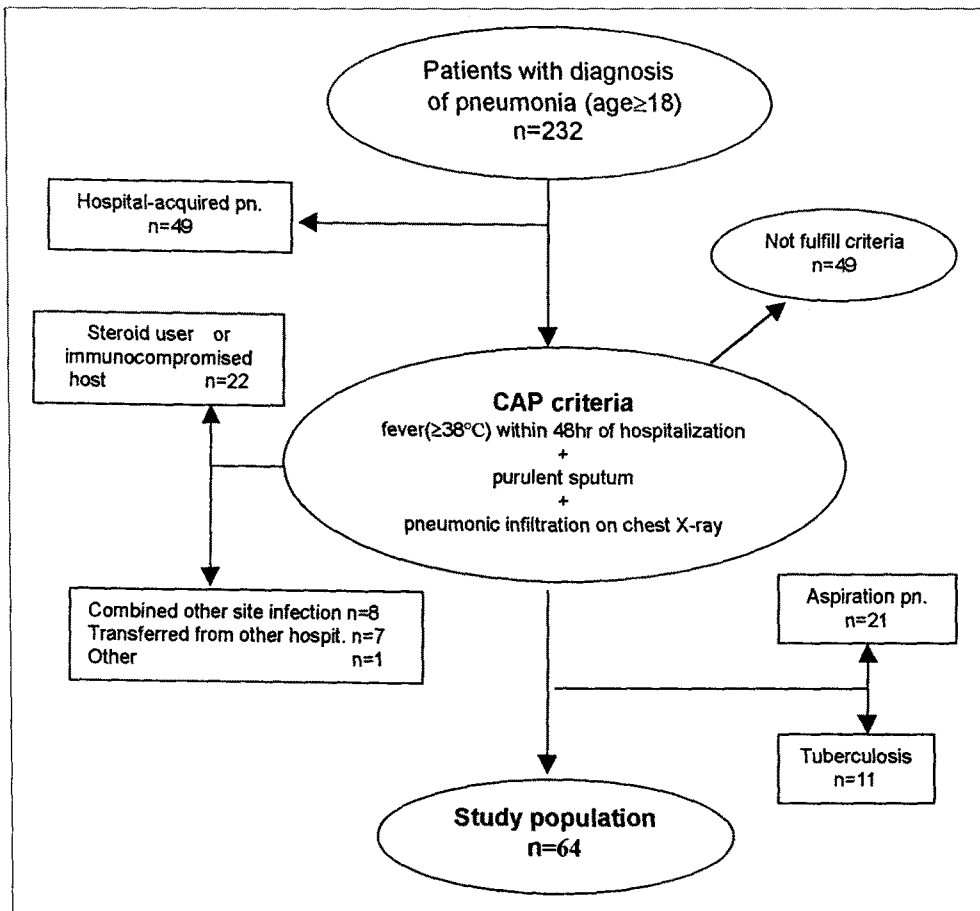 Patients with diagnosis
of pneumonia (age≥18)
n=232
Hospital-acquired pn.
n=49
Not fulfill criteria
n=49
Steroid user or
immunocompromised
host n=22
CAP criteria
fever(≥38℃) within 48hr of hospitalization
+
purulent sputum
+
pneumonic infiltration on chest X-ray
Combined other site infection n=8
Transferred from other hospit. n=7
Other n=1
Aspiration pn.
n=21
Tuberculosis
n=11
Study population
n=64